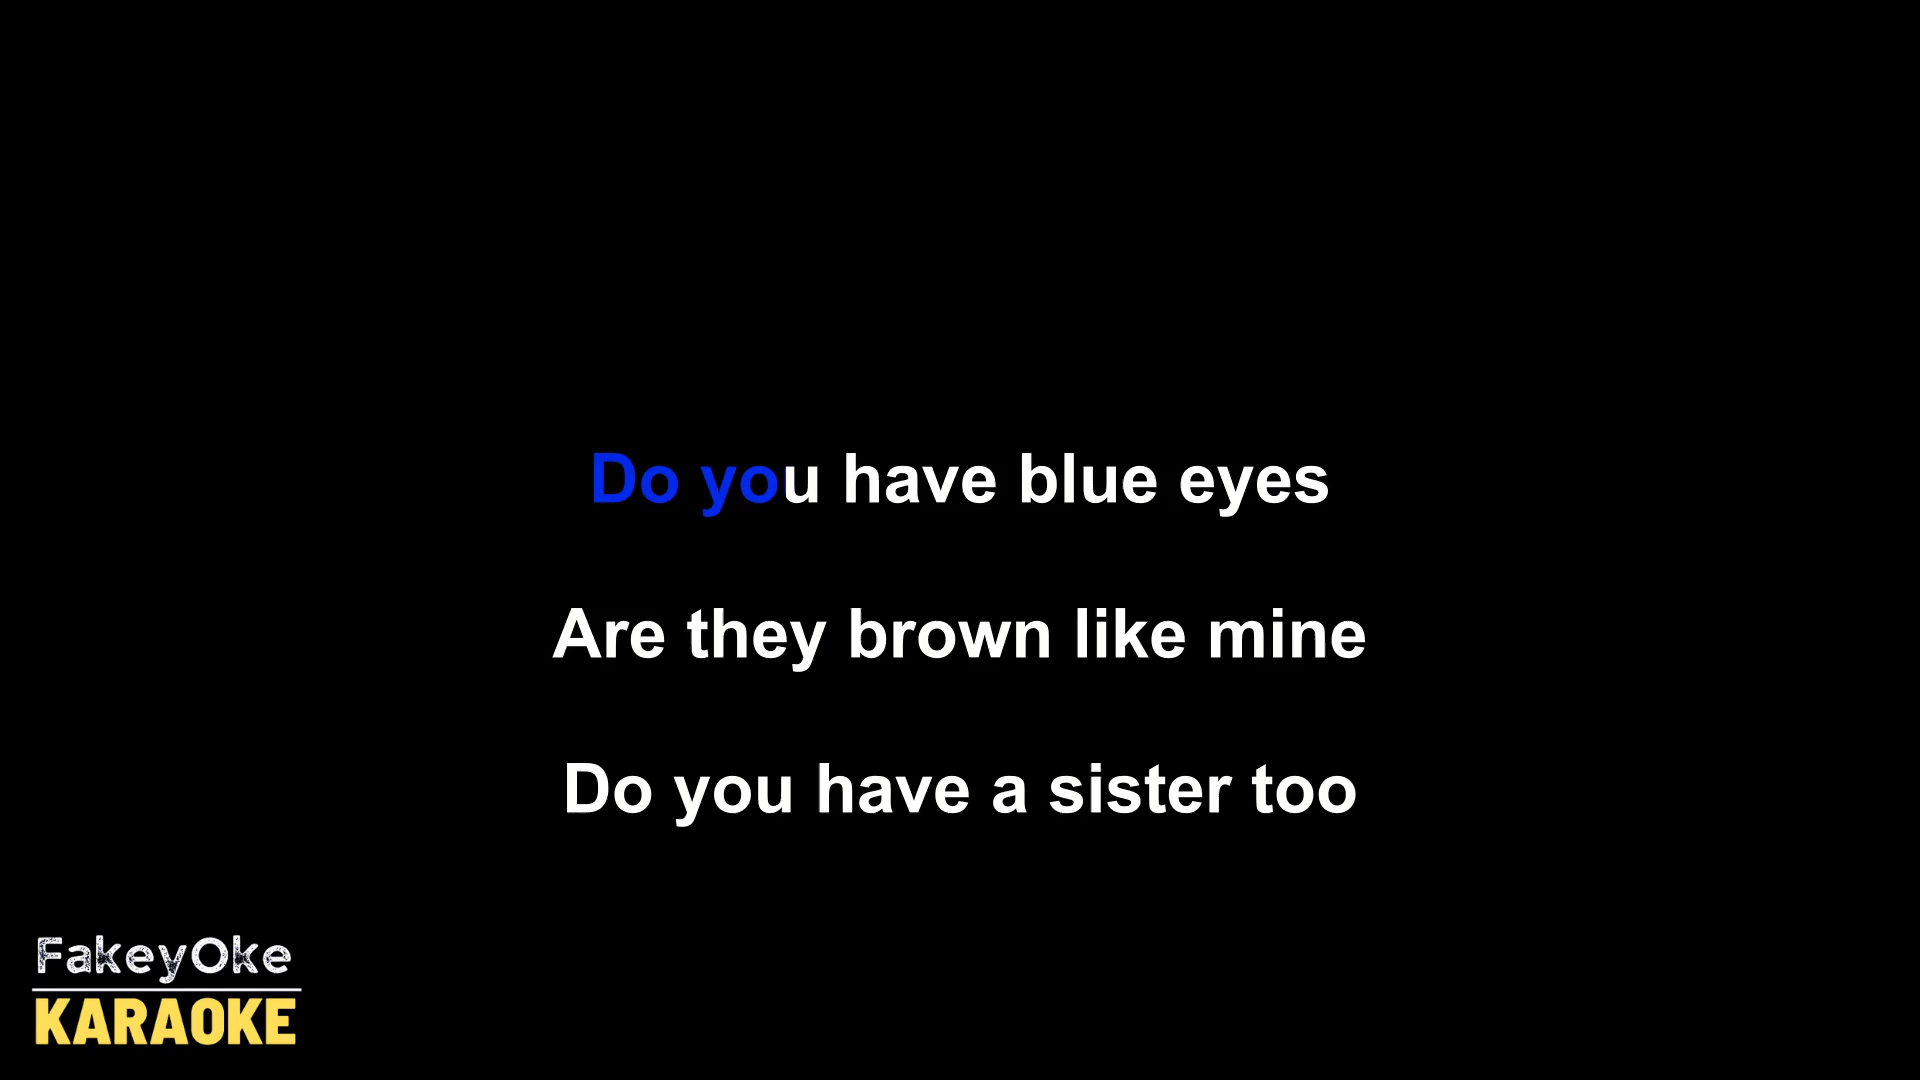 Do you have blue eyes
Are they brown like mine
Do you have a sister too
FakeyOke
KARAOKE